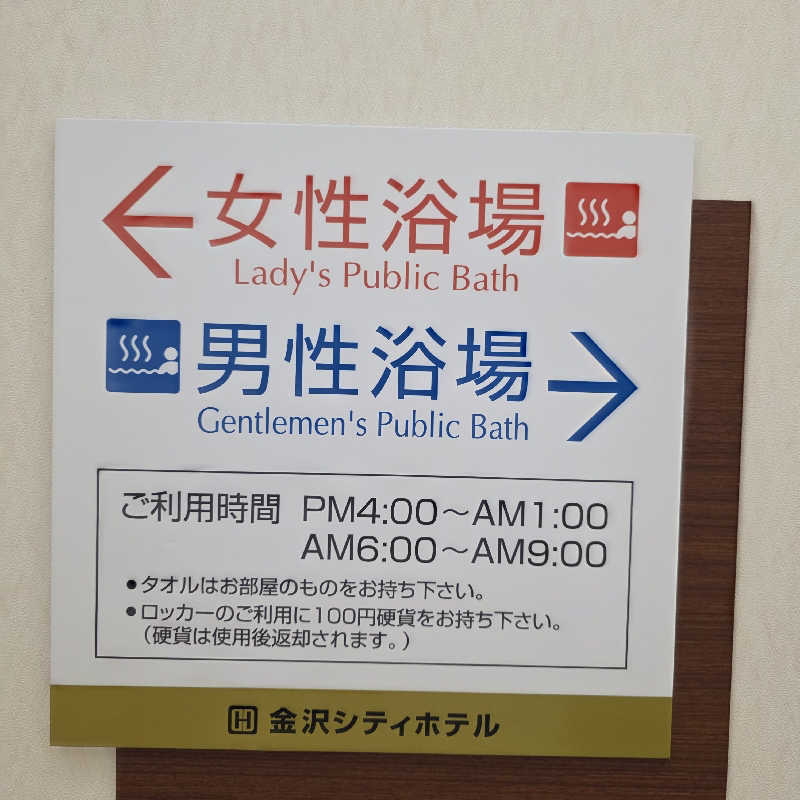 女性浴場
Lady's Public Bath
男性浴場
Gentlemen's Public Bath
ご利用時間 PM4:00～AM1:00
AM6:00～AM9:00
●タオルはお部屋のものをお持ち下さい。
●ロッカーのご利用に100円硬貨をお持ち下さい。
（硬貨は使用後返却されます。）
H 金沢シティホテル